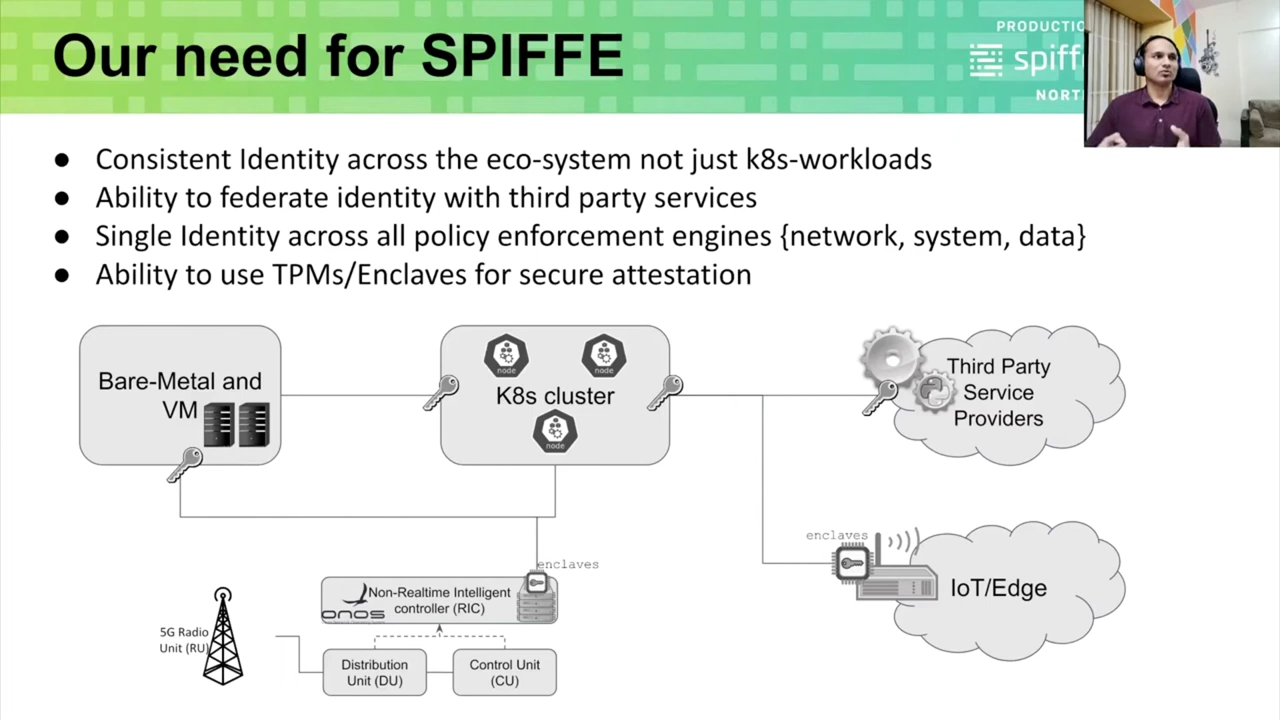 Our need for SPIFFE
PRODUCTIO
spiff
NORT
● Consistent Identity across the eco-system not just k8s-workloads
● Ability to federate identity with third party services
● Single Identity across all policy enforcement engines {network, system, data}
● Ability to use TPMs/Enclaves for secure attestation
Bare-Metal and
VM
node
node
K8s cluster
node
Third Party
Service
Providers
enclaves
IoT/Edge
enclaves
Non-Realtime Intelligent
controller (RIC)
onos
5G Radio
Unit (RU)
Distribution
Unit (DU)
Control Unit
(CU)